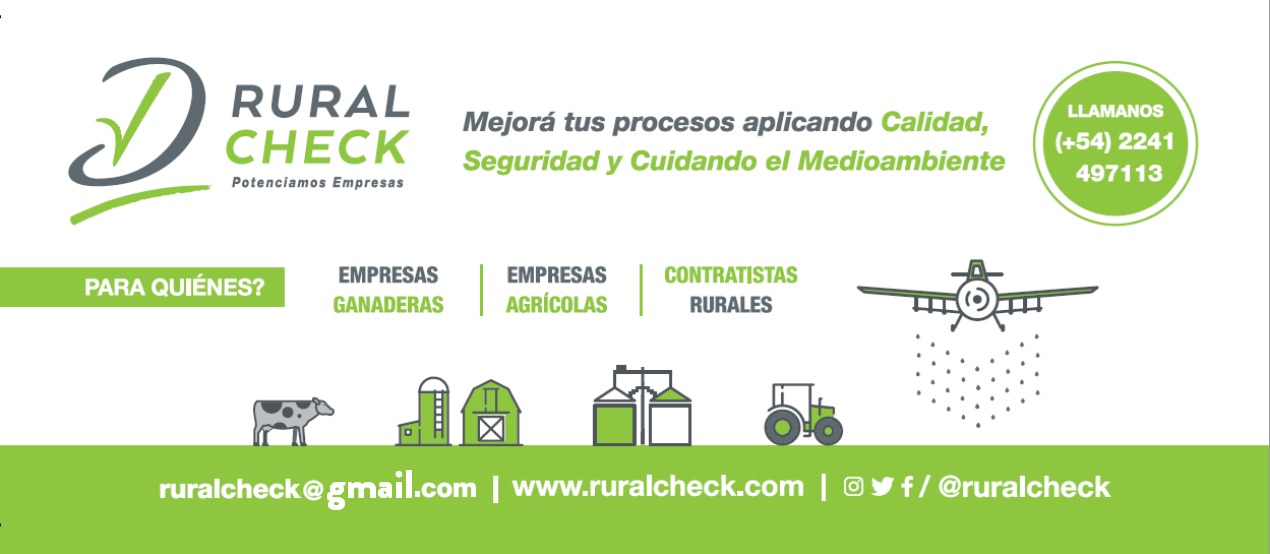 RURAL
CHECK
Potenciamos Empresas
Mejorá tus procesos aplicando Calidad,
Seguridad y Cuidando el Medioambiente
LLAMANOS
(+54) 2241
497113
PARA QUIÉNES?
EMPRESAS
GANADERAS
EMPRESAS
AGRÍCOLAS
CONTRATISTAS
RURALES
ruralcheck@gmail.com | www.ruralcheck.com | / @ruralcheck